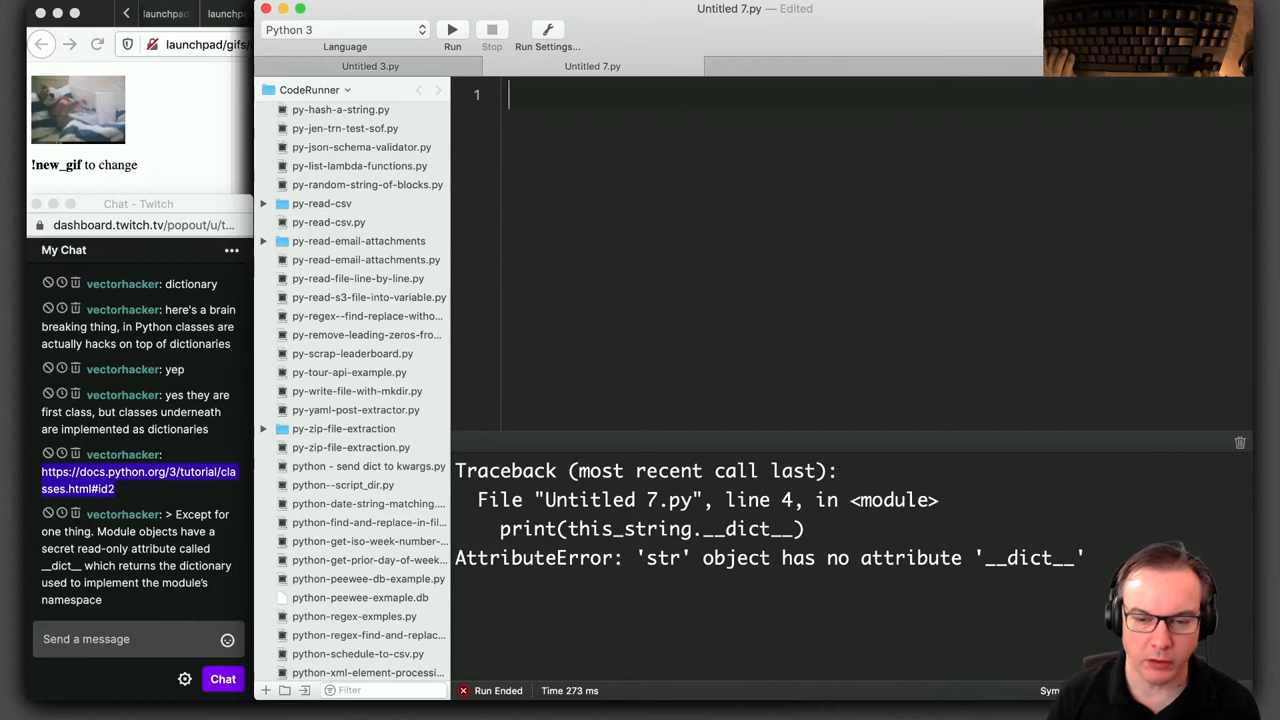 Untitled 7.py — Edited
launchpad
launchpad/
launchpad/gifs/
Python 3
Language
Run
Stop
Run Settings...
Untitled 3.py
Untitled 7.py
!new_gif to change
Chat - Twitch
dashboard.twitch.tv/popout/u/t...
My Chat
vectorhacker: dictionary
vectorhacker: here's a brain
breaking thing, in Python classes are
actually hacks on top of dictionaries
vectorhacker: yep
vectorhacker: yes they are
first class, but classes underneath
are implemented as dictionaries
vectorhacker:
https://docs.python.org/3/tutorial/cla
sses.html#id2
vectorhacker: > Except for
one thing. Module objects have a
secret read-only attribute called
__dict__ which returns the dictionary
used to implement the module's
namespace
Send a message
Chat
CodeRunner
py-hash-a-string.py
py-jen-trn-test-sof.py
py-json-schema-validator.py
py-list-lambda-functions.py
py-random-string-of-blocks.py
py-read-csv
py-read-csv.py
py-read-email-attachments
py-read-email-attachments.py
py-read-file-line-by-line.py
py-read-s3-file-into-variable.py
py-regex--find-replace-witho...
py-remove-leading-zeros-fro...
py-scrap-leaderboard.py
py-tour-api-example.py
py-write-file-with-mkdir.py
py-yaml-post-extractor.py
py-zip-file-extraction
py-zip-file-extraction.py
python - send dict to kwargs.py
python--script_dir.py
python-date-string-matching....
python-find-and-replace-in-fil...
python-get-iso-week-number-...
python-get-prior-day-of-week...
python-peewee-db-example.py
python-peewee-exmaple.db
python-regex-exmples.py
python-regex-find-and-replac...
python-schedule-to-csv.py
python-xml-element-processi...
Filter
1
Traceback (most recent call last):
File "Untitled 7.py", line 4, in <module>
print(this_string.__dict__)
AttributeError: 'str' object has no attribute '__dict__'
Run Ended
Time 273 ms
Sym